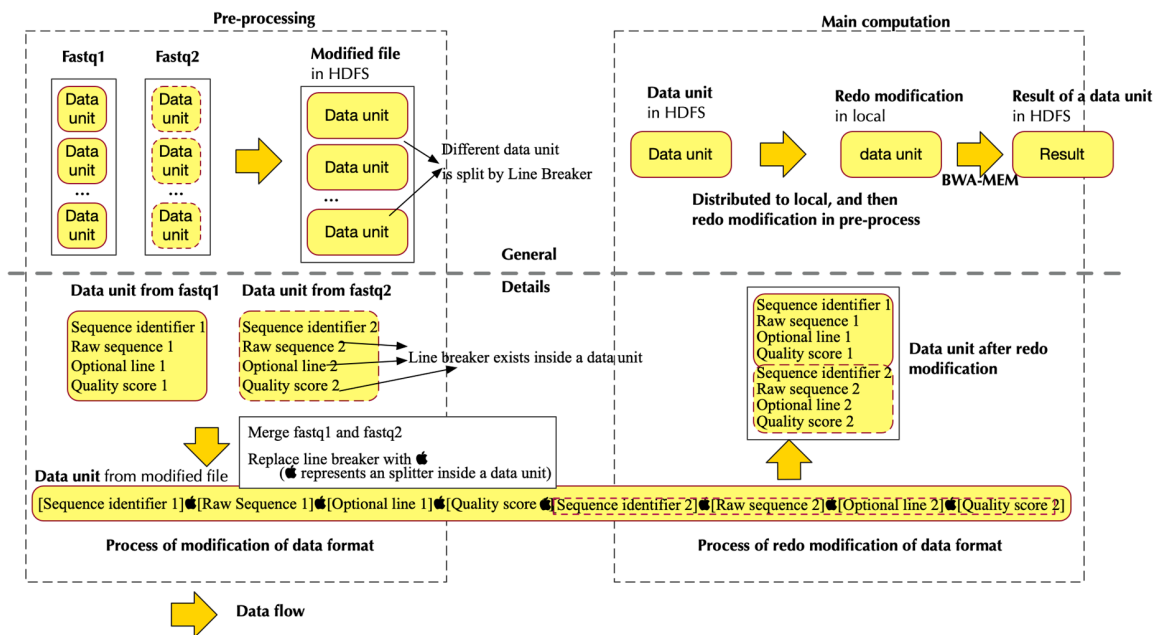 Pre-processing
Main computation
Fastq1
Fastq2
Modified file
in HDFS
Data
unit
Data
unit
...
Data
unit
Data
unit
Data
unit
...
Data
unit
Data unit
Data unit
...
Data unit
Different data unit
is split by Line Breaker
Data unit
in HDFS
Redo modification
in local
Result of a data unit
in HDFS
Data unit
data unit
Result
BWA-MEM
Distributed to local, and then
redo modification in pre-process
General
Details
Data unit from fastq1
Data unit from fastq2
Sequence identifier 1
Raw sequence 1
Optional line 1
Quality score 1
Sequence identifier 2
Raw sequence 2
Optional line 2
Quality score 2
Line breaker exists inside a data unit
Sequence identifier 1
Raw sequence 1
Optional line 1
Quality score 1
Sequence identifier 2
Raw sequence 2
Optional line 2
Quality score 2
Data unit after redo
modification
Merge fastq1 and fastq2
Replace line breaker with 
( represents an splitter inside a data unit)
Data unit from modified file
[Sequence identifier 1][Raw Sequence 1][Optional line 1][Quality score [Sequence identifier 2][Raw sequence 2][Optional line 2][Quality score 2]
Process of modification of data format
Process of redo modification of data format
Data flow